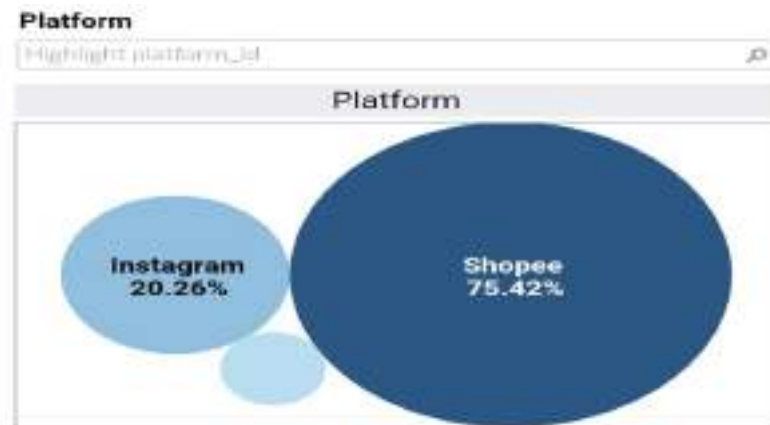 Platform
Highlight platform_id
Platform
Instagram
20.26%
Shopee
75.42%